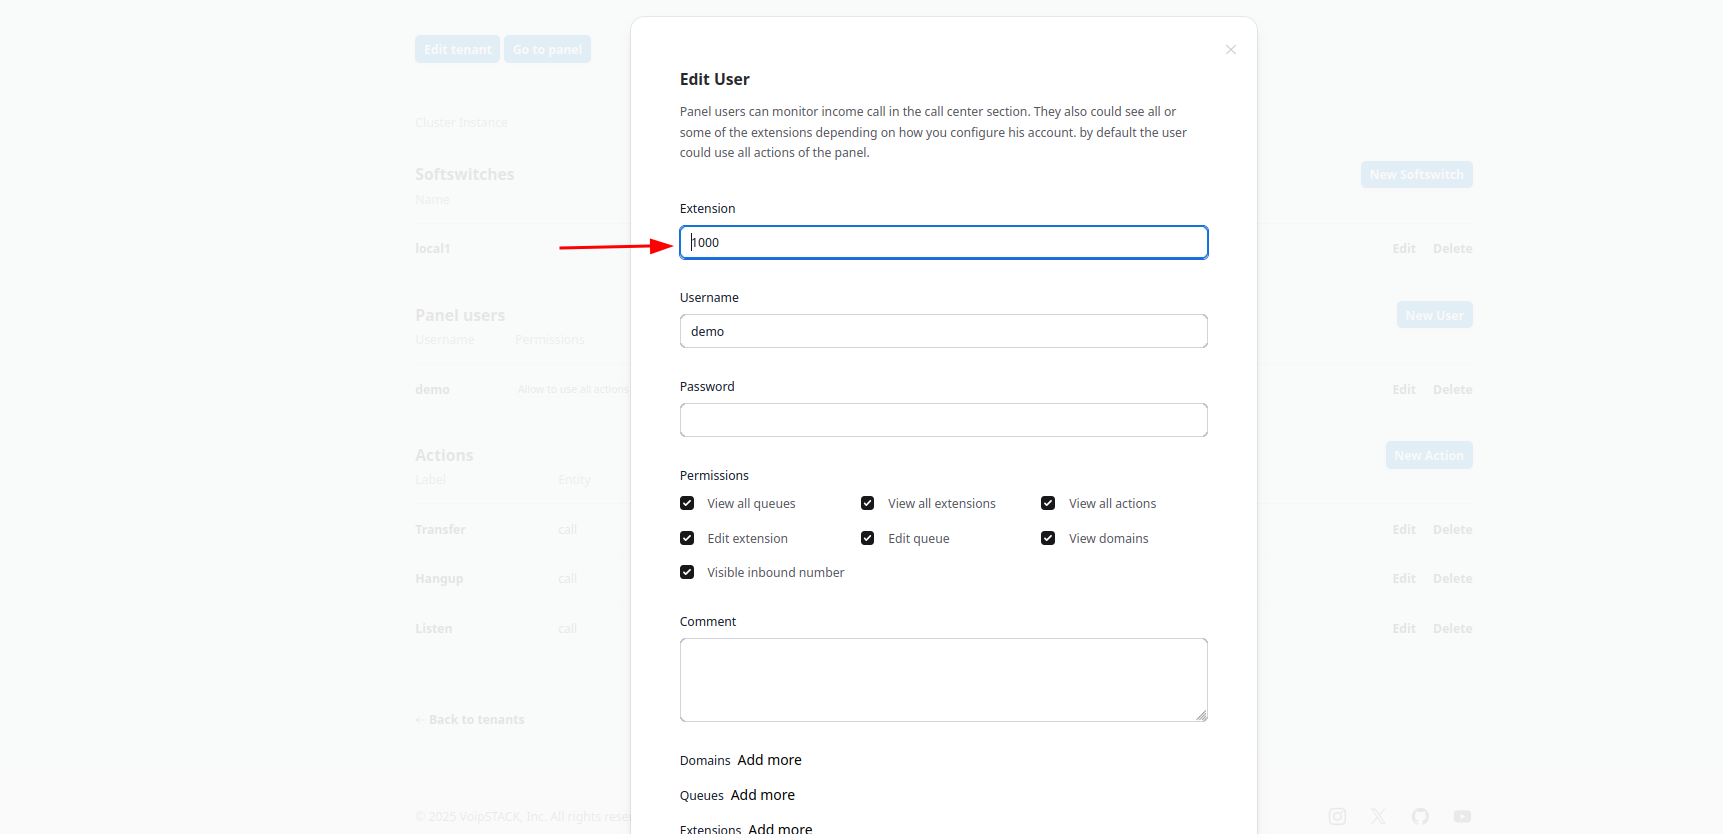 Edit tenant Go to panel
Cluster Instance
Softswitches New Softswitch
Name
local1 Edit Delete
Panel users New User
Username Permissions
demo Allow to use all actions Edit Delete
Actions New Action
Label Entity
Transfer call Edit Delete
Hangup call Edit Delete
Listen call Edit Delete
← Back to tenants
© 2025 VoipSTACK, Inc. All rights rese
Edit User
Panel users can monitor income call in the call center section. They also could see all or
some of the extensions depending on how you configure his account. by default the user
could use all actions of the panel.
Extension
1000
Username
demo
Password
Permissions
View all queues View all extensions View all actions
Edit extension Edit queue View domains
Visible inbound number
Comment
Domains Add more
Queues Add more
Extensions Add more